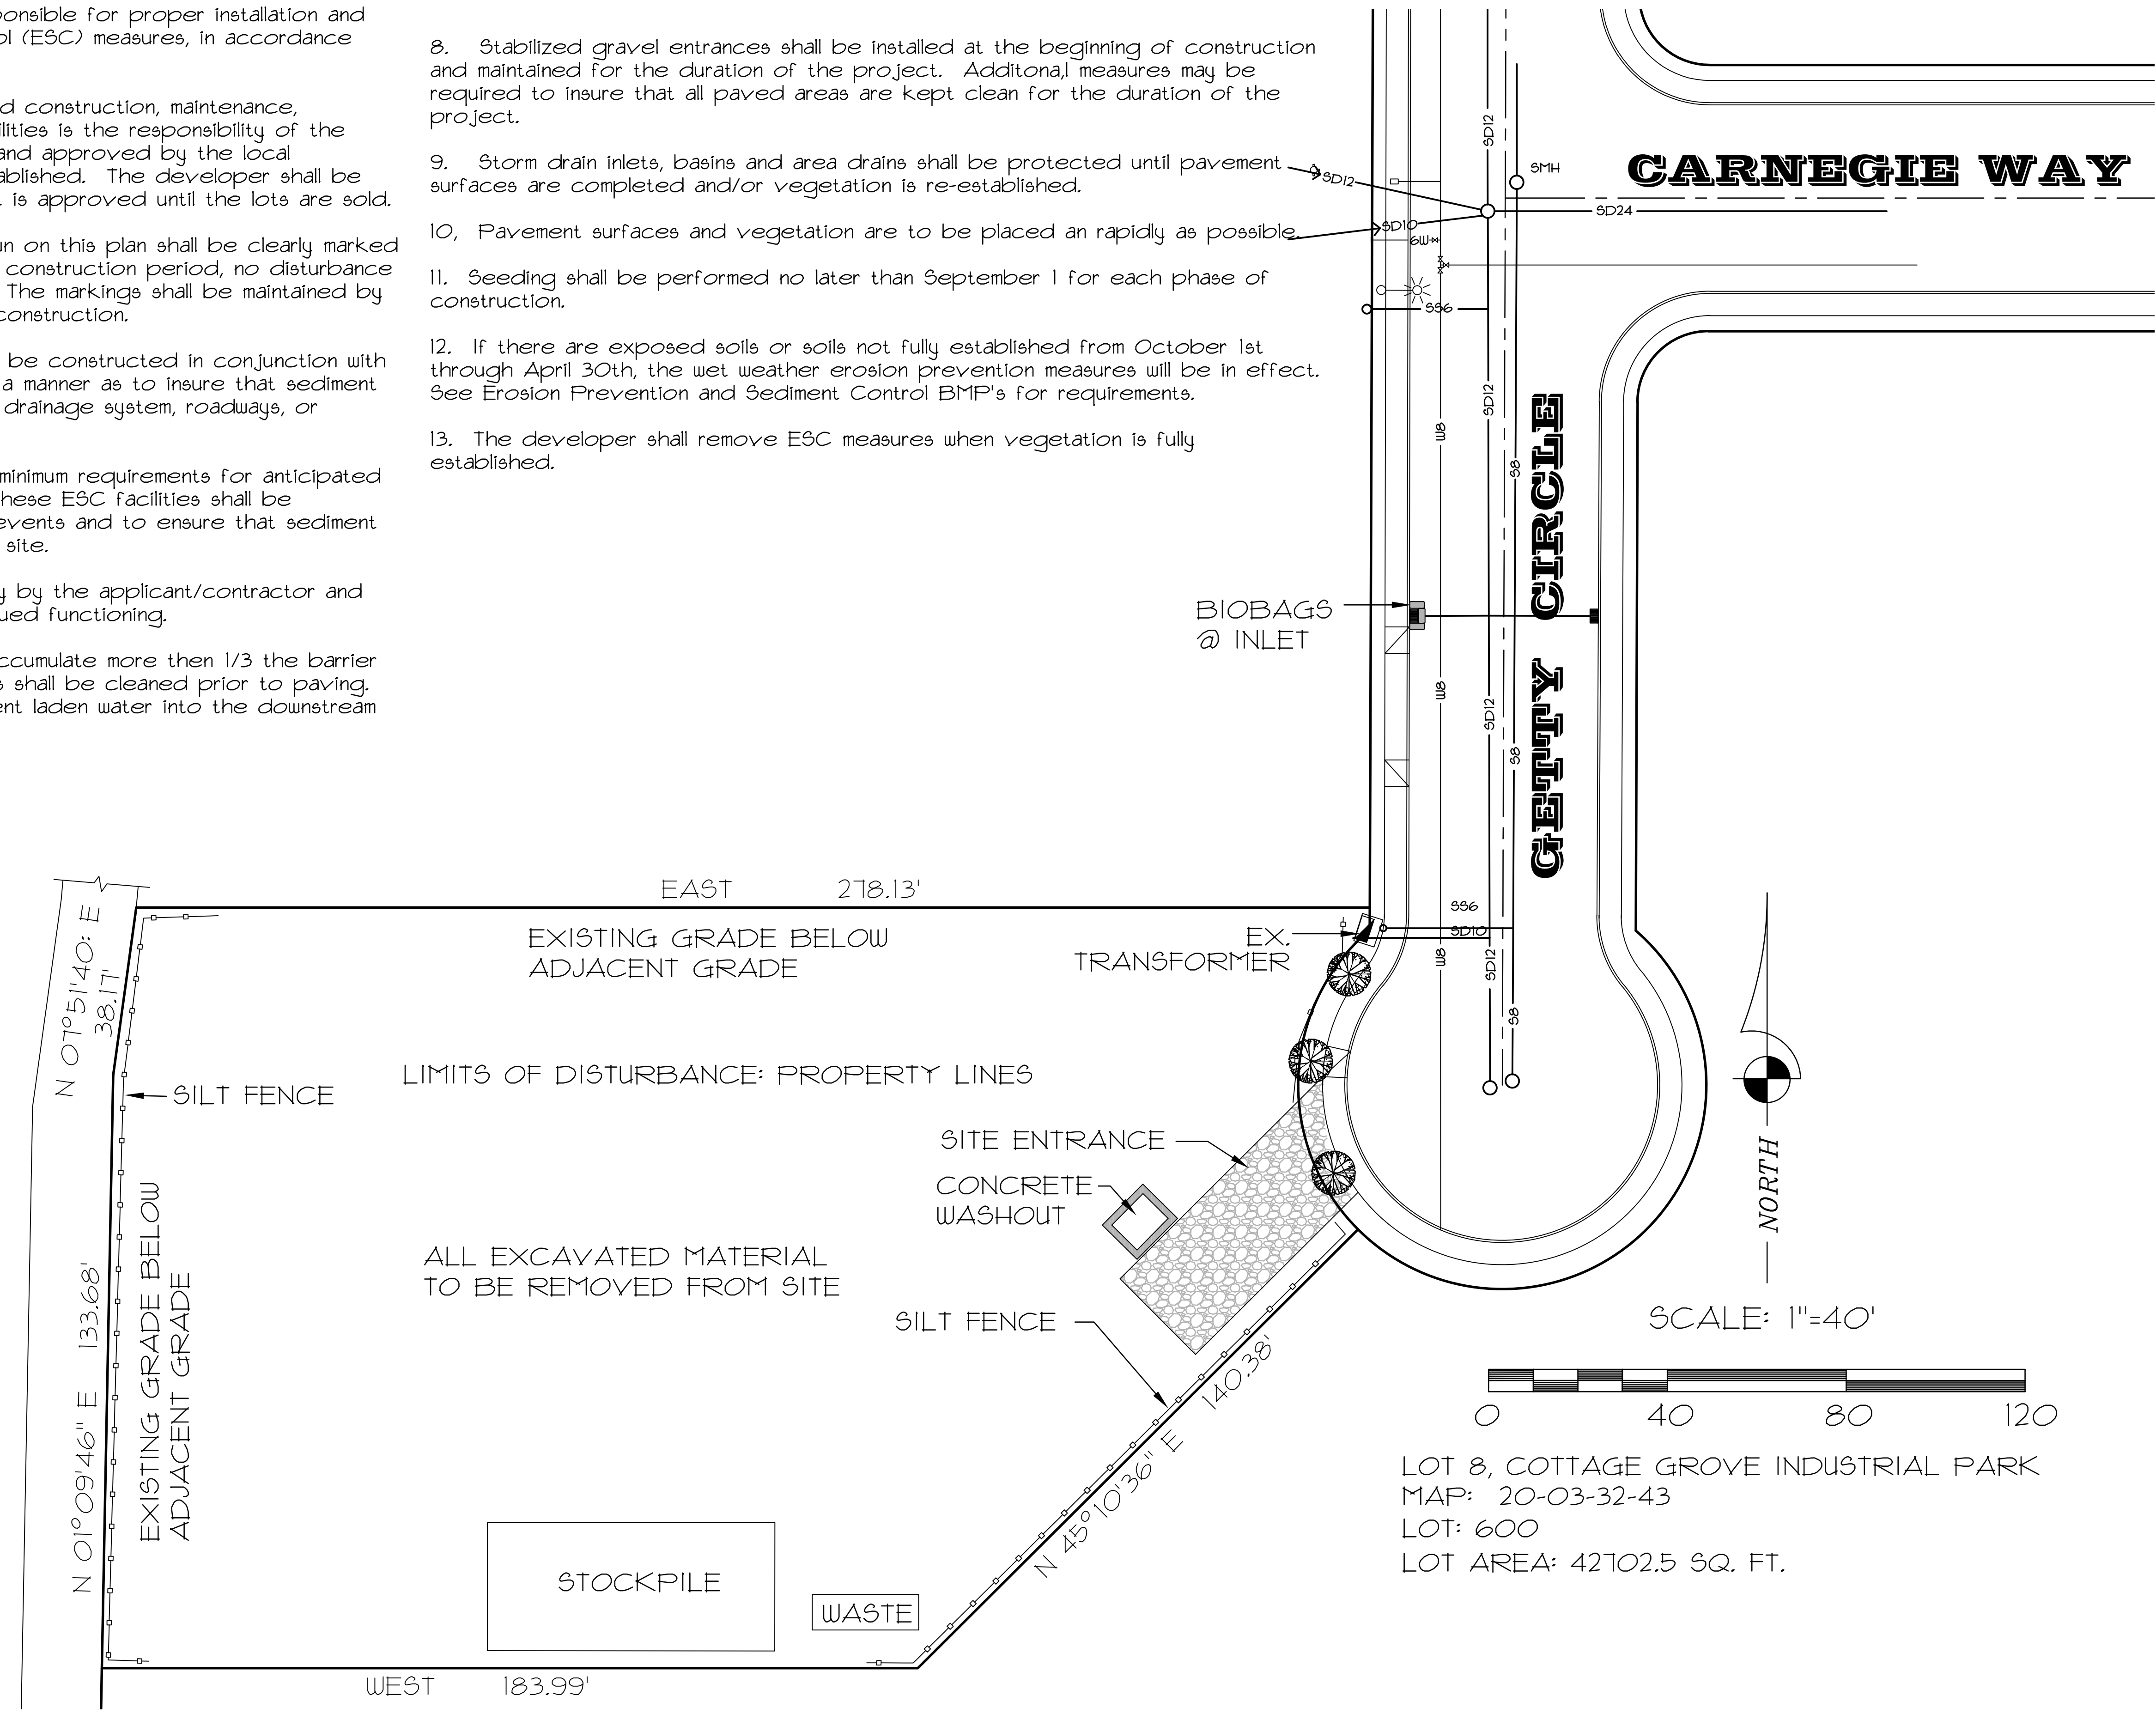 onsible for proper installation and
ol (ESC) measures, in accordance
d construction, maintenance,
ilities is the responsibility of the
and approved by the local
ablished. The developer shall be
t is approved until the lots are sold.
un on this plan shall be clearly marked
construction period, no disturbance
The markings shall be maintained by
construction.
be constructed in conjunction with
a manner as to insure that sediment
drainage system, roadways, or
minimum requirements for anticipated
hese ESC facilities shall be
events and to ensure that sediment
site.
y by the applicant/contractor and
ued functioning.
ccumulate more then 1/3 the barrier
s shall be cleaned prior to paving.
ent laden water into the downstream
8. Stabilized gravel entrances shall be installed at the beginning of construction
and maintained for the duration of the project. Additona,l measures may be
required to insure that all paved areas are kept clean for the duration of the
project.
9. Storm drain inlets, basins and area drains shall be protected until pavement
surfaces are completed and/or vegetation is re-established.
10, Pavement surfaces and vegetation are to be placed an rapidly as possible.
11. Seeding shall be performed no later than September 1 for each phase of
construction.
12. If there are exposed soils or soils not fully established from October 1st
through April 30th, the wet weather erosion prevention measures will be in effect.
See Erosion Prevention and Sediment Control BMP's for requirements.
13. The developer shall remove ESC measures when vegetation is fully
established.
SD12
SMH
CARNEGIE WAY
SD12
SD24
SD10
6W
SS6
SD12
W8
S8
GETTY CIRCLE
BIOBAGS
@ INLET
W8
SD12
S8
EAST 278.13'
SS6
SD10
EX.
TRANSFORMER
W8
SD12
S8
EXISTING GRADE BELOW
ADJACENT GRADE
N 07°51'40: E
38.17'
LIMITS OF DISTURBANCE: PROPERTY LINES
SILT FENCE
SITE ENTRANCE
CONCRETE
WASHOUT
NORTH
EXISTING GRADE BELOW
ADJACENT GRADE
N 01°09'46" E 133.68'
ALL EXCAVATED MATERIAL
TO BE REMOVED FROM SITE
SILT FENCE
N 45°10'36" E 140.38'
SCALE: 1"=40'
0 40 80 120
LOT 8, COTTAGE GROVE INDUSTRIAL PARK
MAP: 20-03-32-43
LOT: 600
LOT AREA: 42702.5 SQ. FT.
STOCKPILE
WASTE
WEST 183.99'